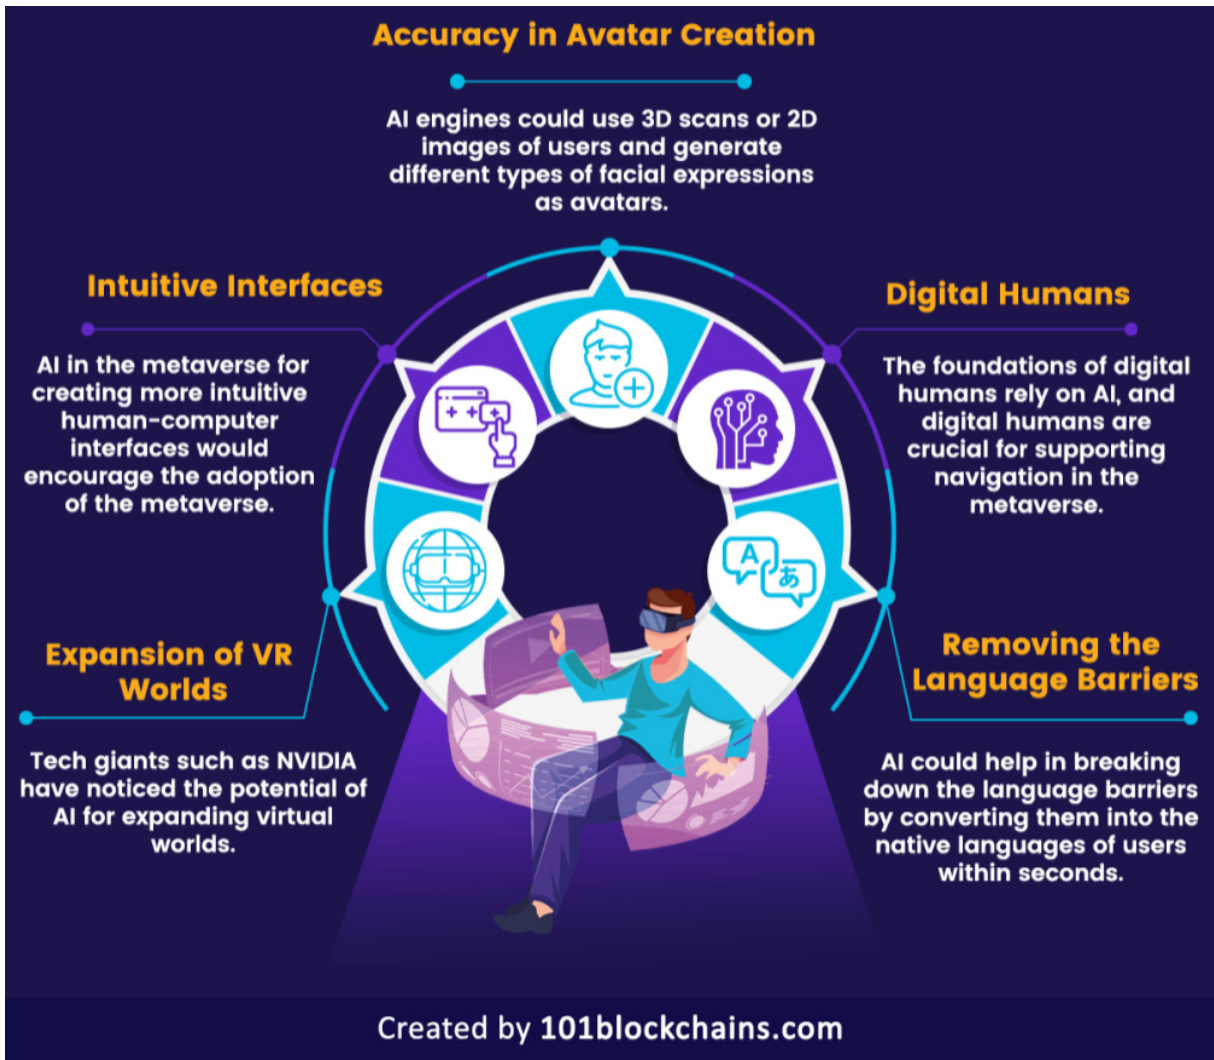 Accuracy in Avatar Creation
AI engines could use 3D scans or 2D
images of users and generate
different types of facial expressions
as avatars.
Intuitive Interfaces
AI in the metaverse for
creating more intuitive
human-computer
interfaces would
encourage the adoption
of the metaverse.
Digital Humans
The foundations of digital
humans rely on AI, and
digital humans are
crucial for supporting
navigation in the
metaverse.
A
あ
Expansion of VR
Worlds
Tech giants such as NVIDIA
have noticed the potential of
AI for expanding virtual
worlds.
Removing the
Language Barriers
AI could help in breaking
down the language barriers
by converting them into the
native languages of users
within seconds.
Created by 101blockchains.com